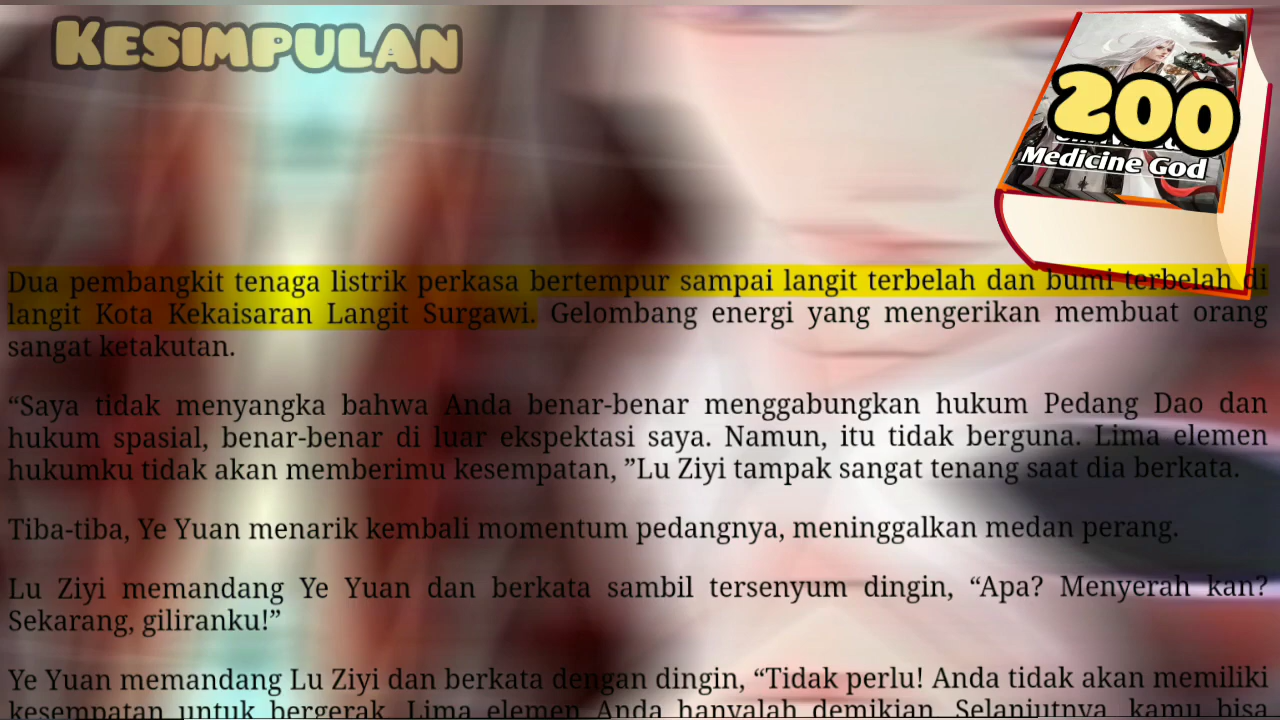 Kesimpulan
200
Medicine God
Dua pembangkit tenaga listrik perkasa bertempur sampai langit terbelah dan bumi terbelah di
langit Kota Kekaisaran Langit Surgawi. Gelombang energi yang mengerikan membuat orang
sangat ketakutan.
“Saya tidak menyangka bahwa Anda benar-benar menggabungkan hukum Pedang Dao dan
hukum spasial, benar-benar di luar ekspektasi saya. Namun, itu tidak berguna. Lima elemen
hukumku tidak akan memberimu kesempatan, ”Lu Ziyi tampak sangat tenang saat dia berkata.
Tiba-tiba, Ye Yuan menarik kembali momentum pedangnya, meninggalkan medan perang.
Lu Ziyi memandang Ye Yuan dan berkata sambil tersenyum dingin, “Apa? Menyerah kan?
Sekarang, giliranku!”
Ye Yuan memandang Lu Ziyi dan berkata dengan dingin, “Tidak perlu! Anda tidak akan memiliki
kesempatan untuk bergerak. Lima elemen Anda hanyalah demikian. Selanjutnya, kamu bisa